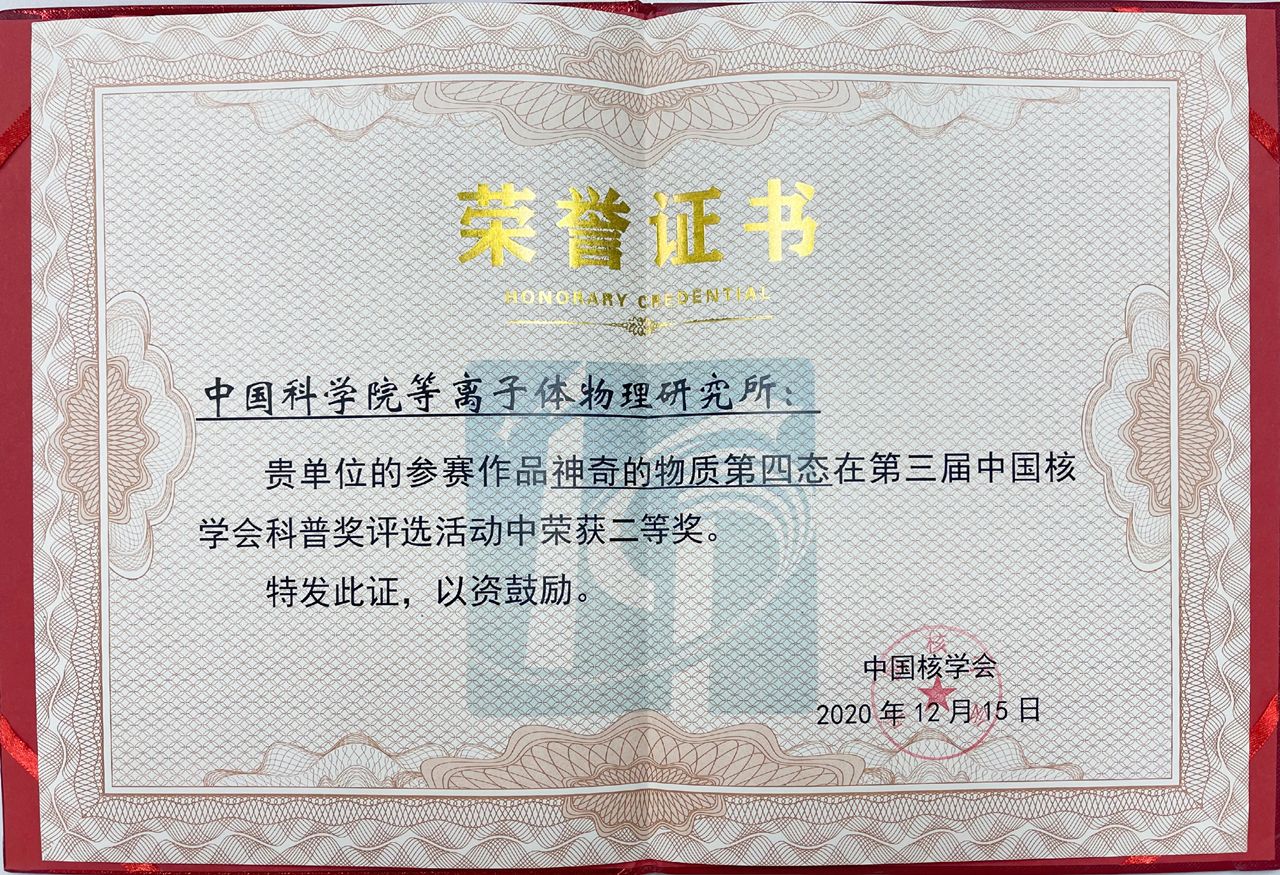 荣誉证书
HONORARY CREDENTIAL
中国科学院等离子体物理研究所：
贵单位的参赛作品神奇的物质第四态在第三届中国核
学会科普奖评选活动中荣获二等奖。
特发此证，以资鼓励。
核
中国核学会
2020年12月15日